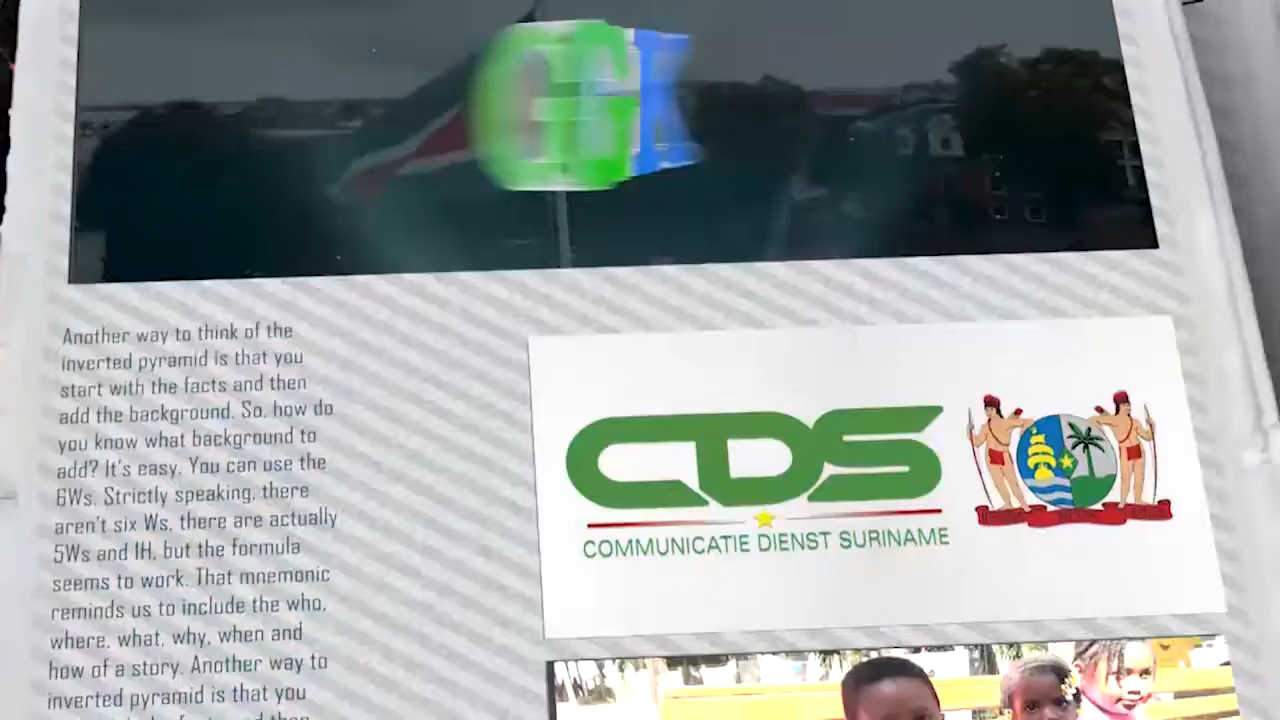 Another way to think of the
inverted pyramid is that you
start with the facts and then
add the background. So, how do
you know what background to
add? It's easy. You can use the
6Ws. Strictly speaking, there
aren't six Ws, there are actually
5Ws and 1H, but the formula
seems to work. That mnemonic
reminds us to include the who,
where, what, why, when and
how of a story. Another way to
inverted pyramid is that you
CDS
COMMUNICATIE DIENST SURINAME